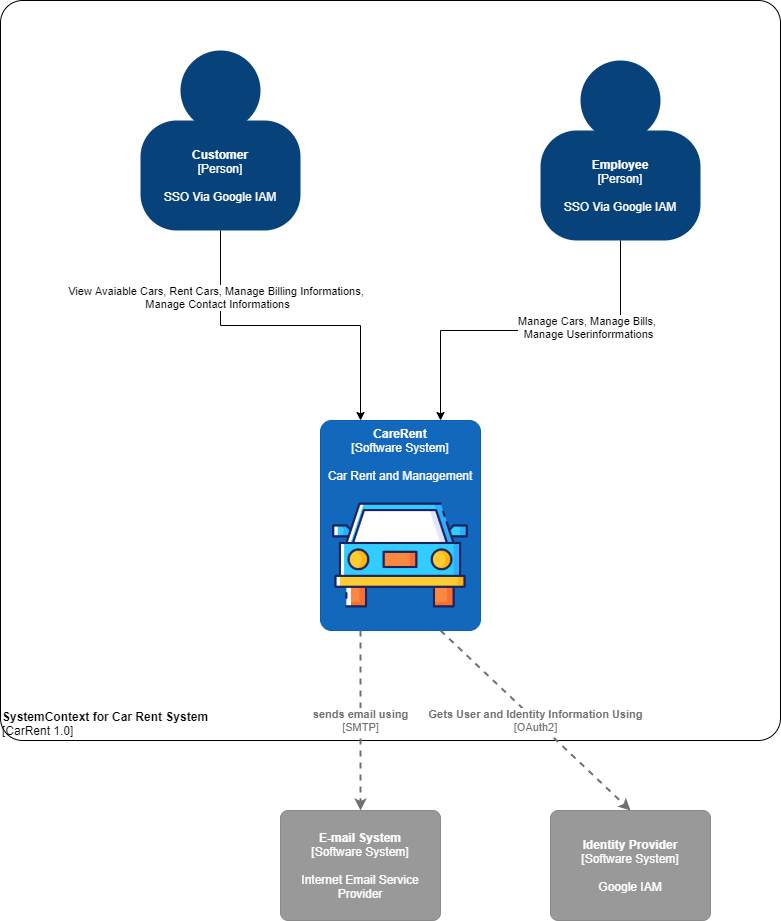 Customer
[Person]
SSO Via Google IAM
Employee
[Person]
SSO Via Google IAM
View Avaiable Cars, Rent Cars, Manage Billing Informations,
Manage Contact Informations
Manage Cars, Manage Bills,
Manage Userinforrmations
CareRent
[Software System]
Car Rent and Management
SystemContext for Car Rent System
[CarRent 1.0]
sends email using
[SMTP]
Gets User and Identity Information Using
[OAuth2]
E-mail System
[Software System]
Internet Email Service
Provider
Identity Provider
[Software System]
Google IAM